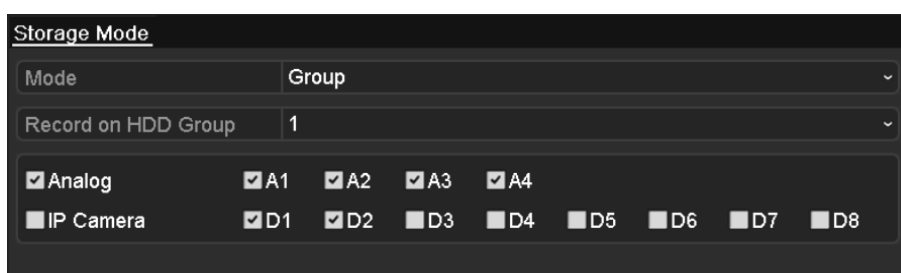 Storage Mode
Mode Group
Record on HDD Group 1
Analog A1 A2 A3 A4
IP Camera D1 D2 D3 D4 D5 D6 D7 D8